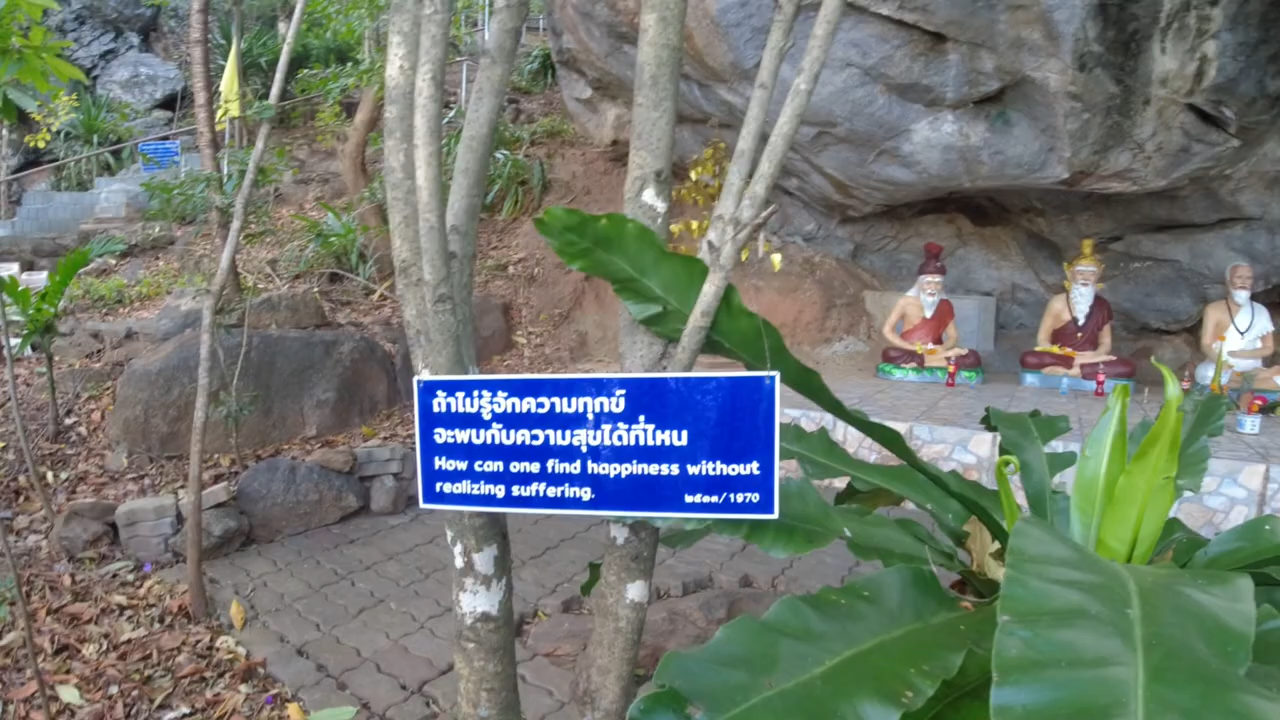 ถ้าไม่รู้จักความทุกข์
จะพบกับความสุขได้ที่ไหน
How can one find happiness without
realizing suffering.
๒๕๑๓/1970